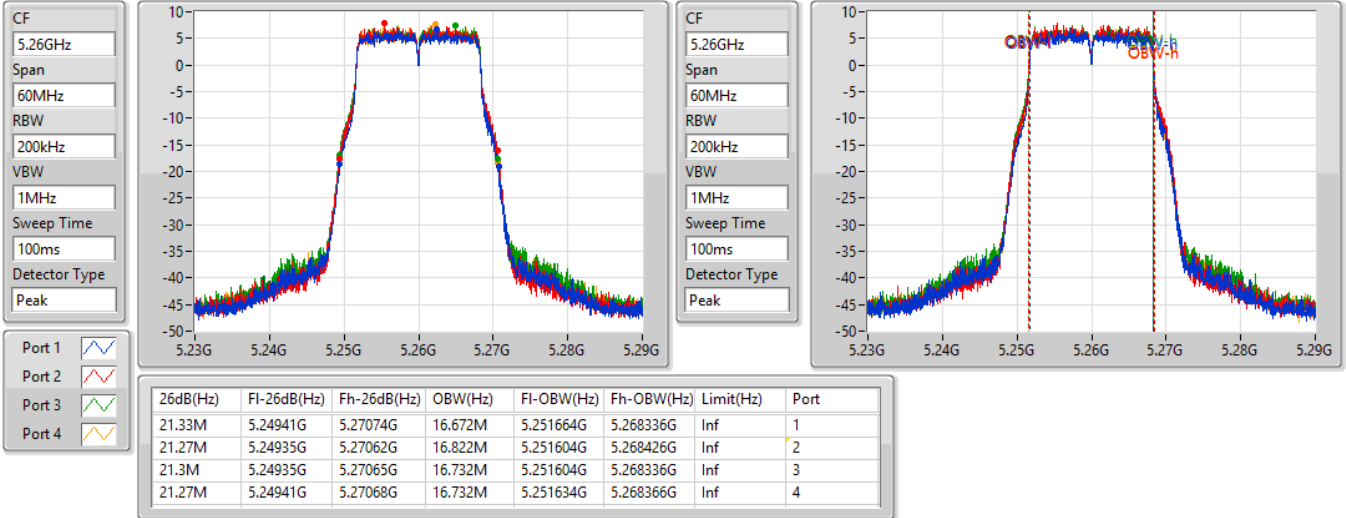 CF
5.26GHz
Span
60MHz
RBW
200kHz
VBW
1MHz
Sweep Time
100ms
Detector Type
Peak
10
5
0
-5
-10
-15
-20
-25
-30
-35
-40
-45
-50
5.23G 5.24G 5.25G 5.26G 5.27G 5.28G 5.29G
CF
5.26GHz
Span
60MHz
RBW
200kHz
VBW
1MHz
Sweep Time
100ms
Detector Type
Peak
10
5
0
-5
-10
-15
-20
-25
-30
-35
-40
-45
-50
OBW-h
5.23G 5.24G 5.25G 5.26G 5.27G 5.28G 5.29G
Port 1
Port 2
Port 3
Port 4
26dB(Hz) Fl-26dB(Hz) Fh-26dB(Hz) OBW(Hz) Fl-OBW(Hz) Fh-OBW(Hz) Limit(Hz) Port
21.33M 5.24941G 5.27074G 16.672M 5.251664G 5.268336G Inf 1
21.27M 5.24935G 5.27062G 16.822M 5.251604G 5.268426G Inf 2
21.3M 5.24935G 5.27065G 16.732M 5.251604G 5.268336G Inf 3
21.27M 5.24941G 5.27068G 16.732M 5.251634G 5.268366G Inf 4